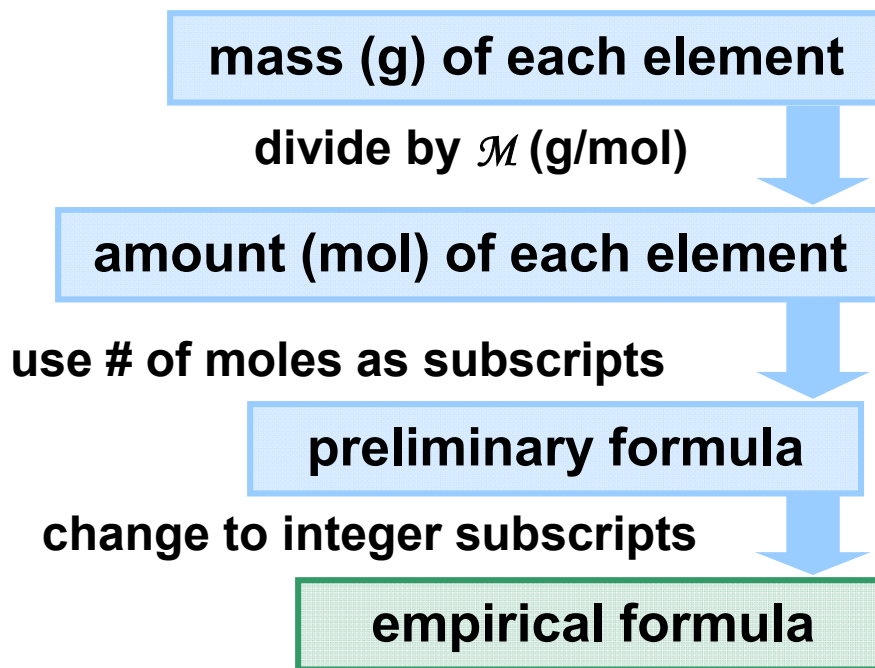 mass (g) of each element
divide by ℳ (g/mol)
amount (mol) of each element
use # of moles as subscripts
preliminary formula
change to integer subscripts
empirical formula